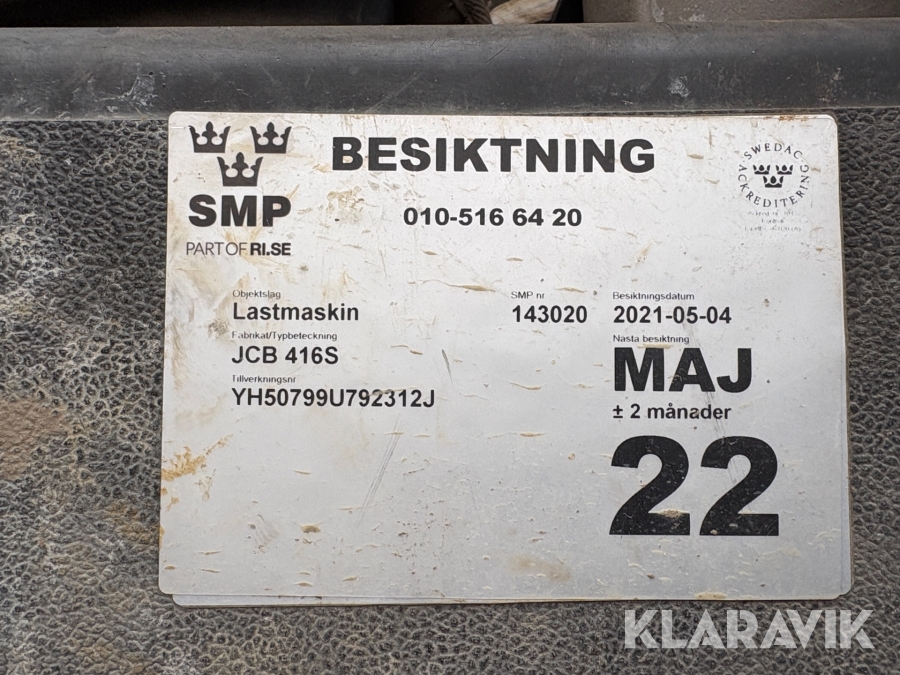 BESIKTNING
SMP
PART OF RI.SE
010-516 64 20
SWEDAC
ACKREDITERING
Objektslag
Lastmaskin
SMP nr
143020
Besiktningsdatum
2021-05-04
Fabrikat/Typbeteckning
JCB 416S
Nästa besiktning
MAJ
± 2 månader
22
Tillverkningsnr
YH50799U792312J
KLARAVIK